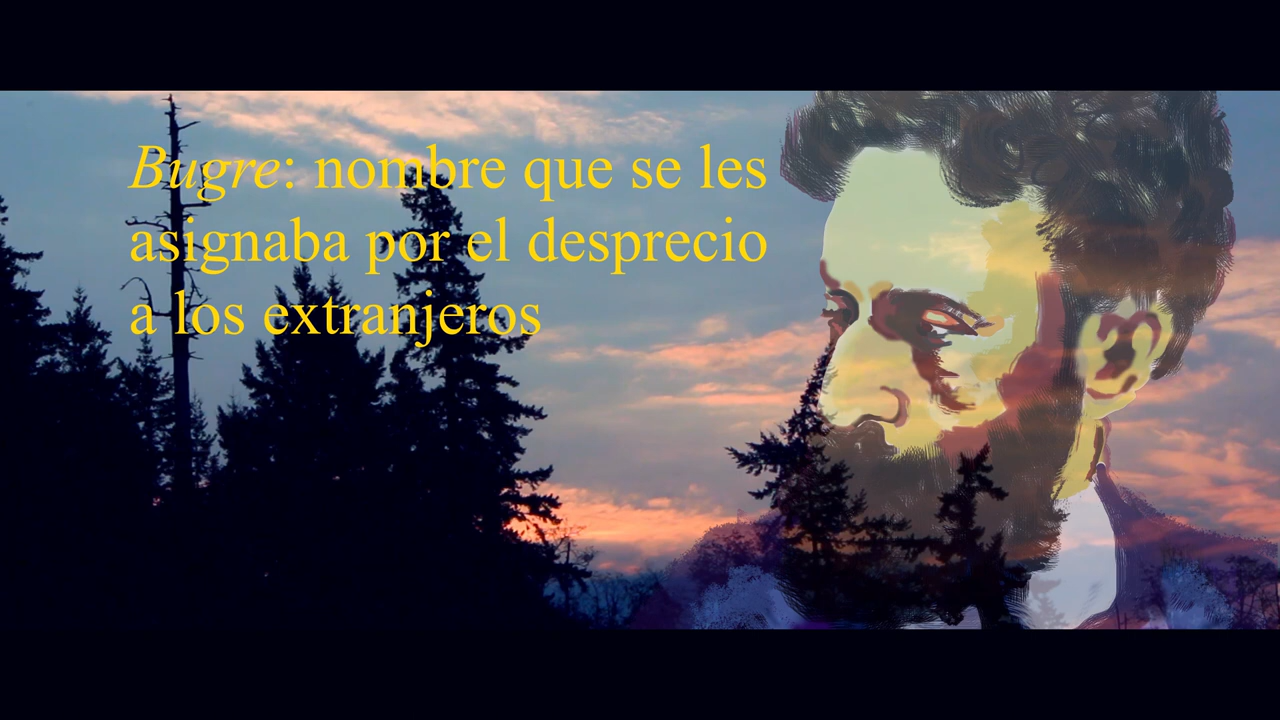 Bugre: nombre que se les
asignaba por el desprecio
a los extranjeros